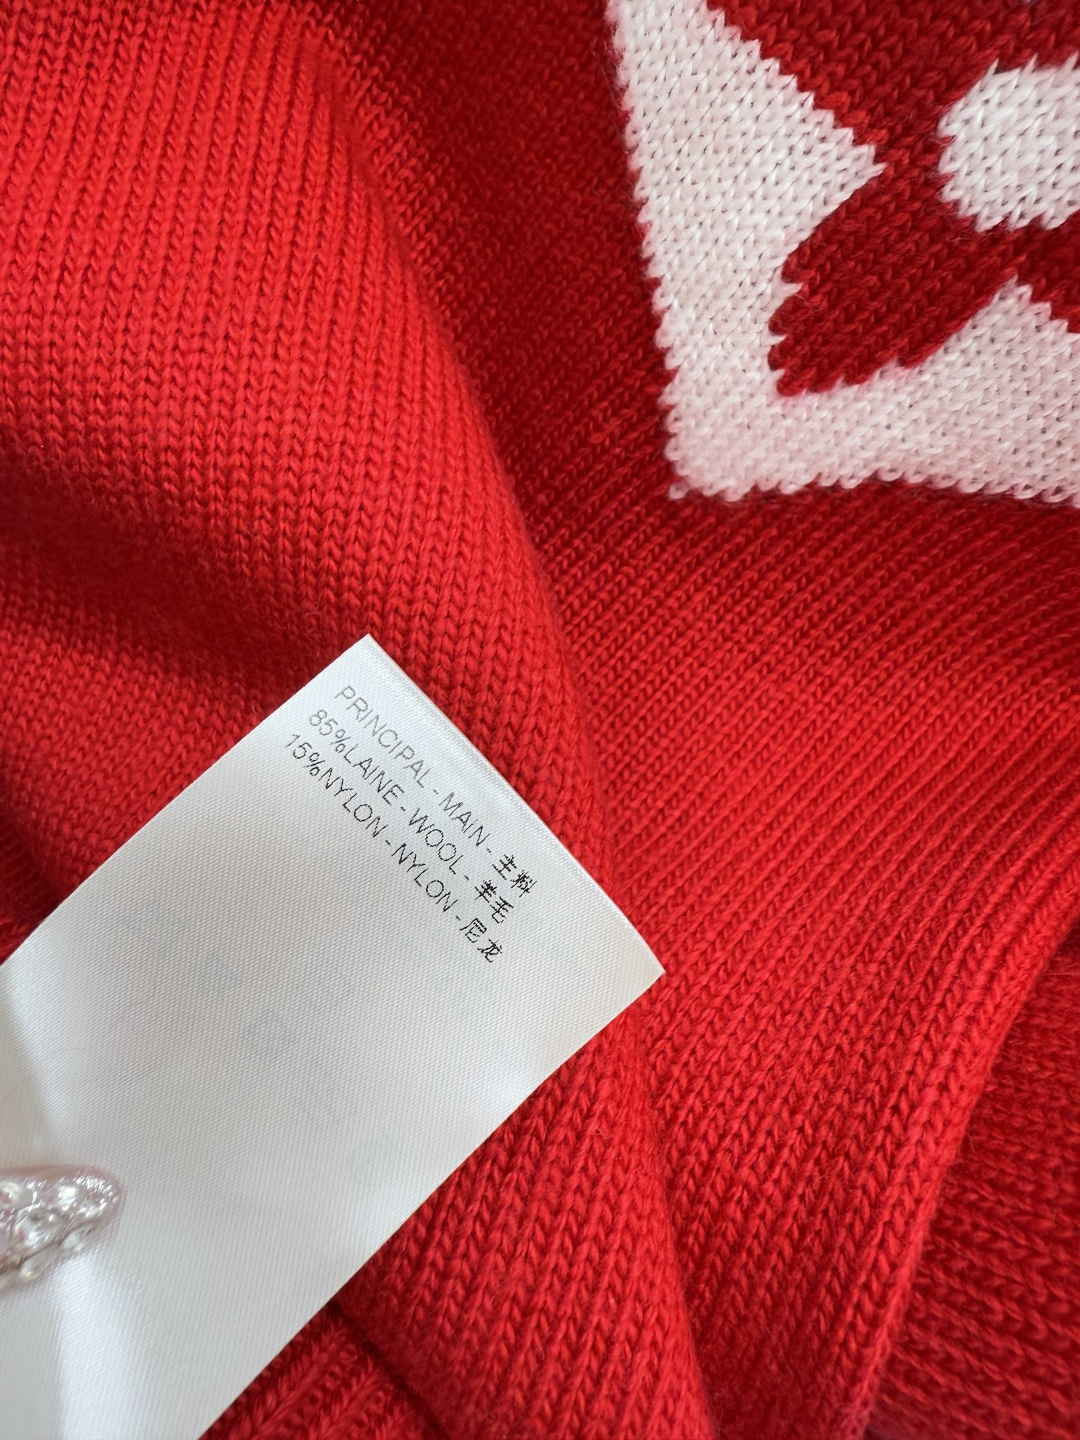 PRINCIPAL - MAIN - 主料
85%LAINE - WOOL - 羊毛
15%NYLON - NYLON - 尼龙